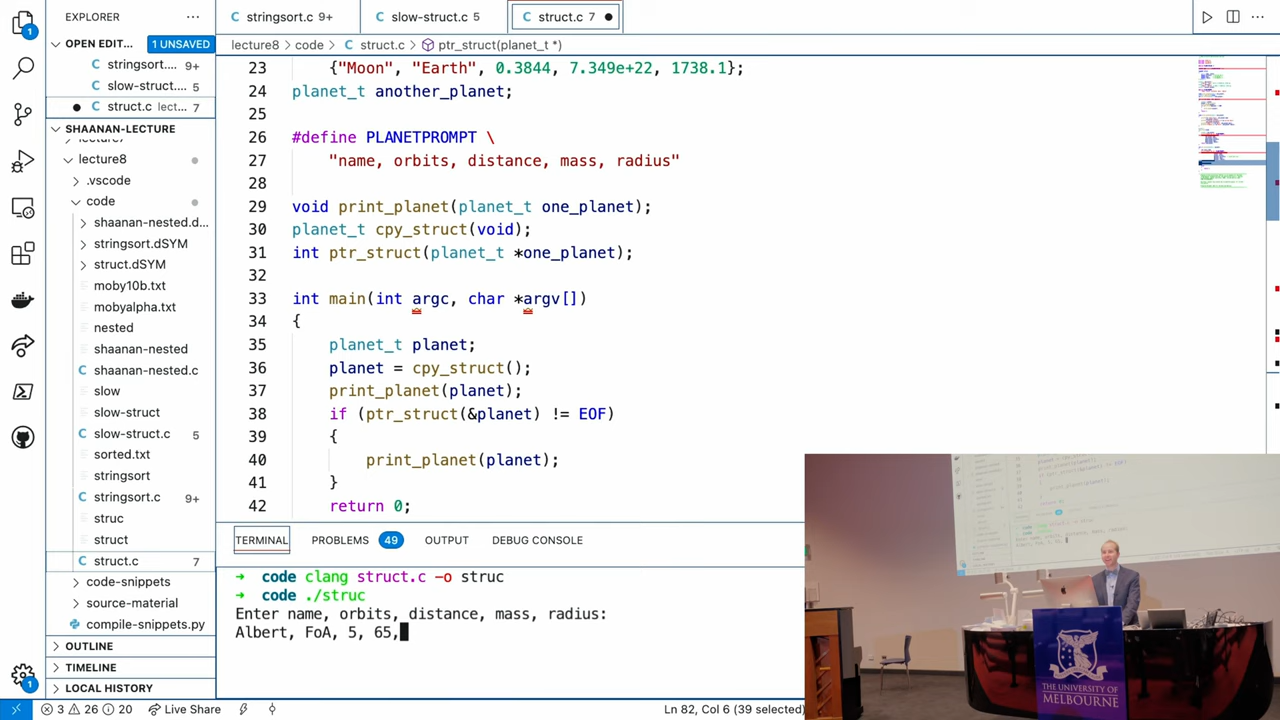 EXPLORER
stringsort.c 9+
slow-struct.c 5
struct.c 7
OPEN EDIT... 1 UNSAVED
stringsort.... 9+
slow-struct.... 5
struct.c lect... 7
lecture8 > code > struct.c > ptr_struct(planet_t *)
SHAANAN-LECTURE
lecture8
.vscode
code
shaanan-nested.d...
stringsort.dSYM
struct.dSYM
moby10b.txt
mobyalpha.txt
nested
shaanan-nested
shaanan-nested.c
slow
slow-struct
slow-struct.c 5
sorted.txt
stringsort
stringsort.c 9+
struc
struct
struct.c 7
code-snippets
source-material
compile-snippets.py
OUTLINE
TIMELINE
LOCAL HISTORY
23 {"Moon", "Earth", 0.3844, 7.349e+22, 1738.1};
24 planet_t another_planet;
25
26 #define PLANETPROMPT \
27 "name, orbits, distance, mass, radius"
28
29 void print_planet(planet_t one_planet);
30 planet_t cpy_struct(void);
31 int ptr_struct(planet_t *one_planet);
32
33 int main(int argc, char *argv[])
34 {
35 planet_t planet;
36 planet = cpy_struct();
37 print_planet(planet);
38 if (ptr_struct(&planet) != EOF)
39 {
40 print_planet(planet);
41 }
42 return 0;
TERMINAL PROBLEMS 49 OUTPUT DEBUG CONSOLE
→ code clang struct.c -o struc
→ code ./struc
Enter name, orbits, distance, mass, radius:
Albert, FoA, 5, 65,
THE UNIVERSITY OF
MELBOURNE
3 26 20 Live Share
Ln 82, Col 6 (39 selected)
1
1